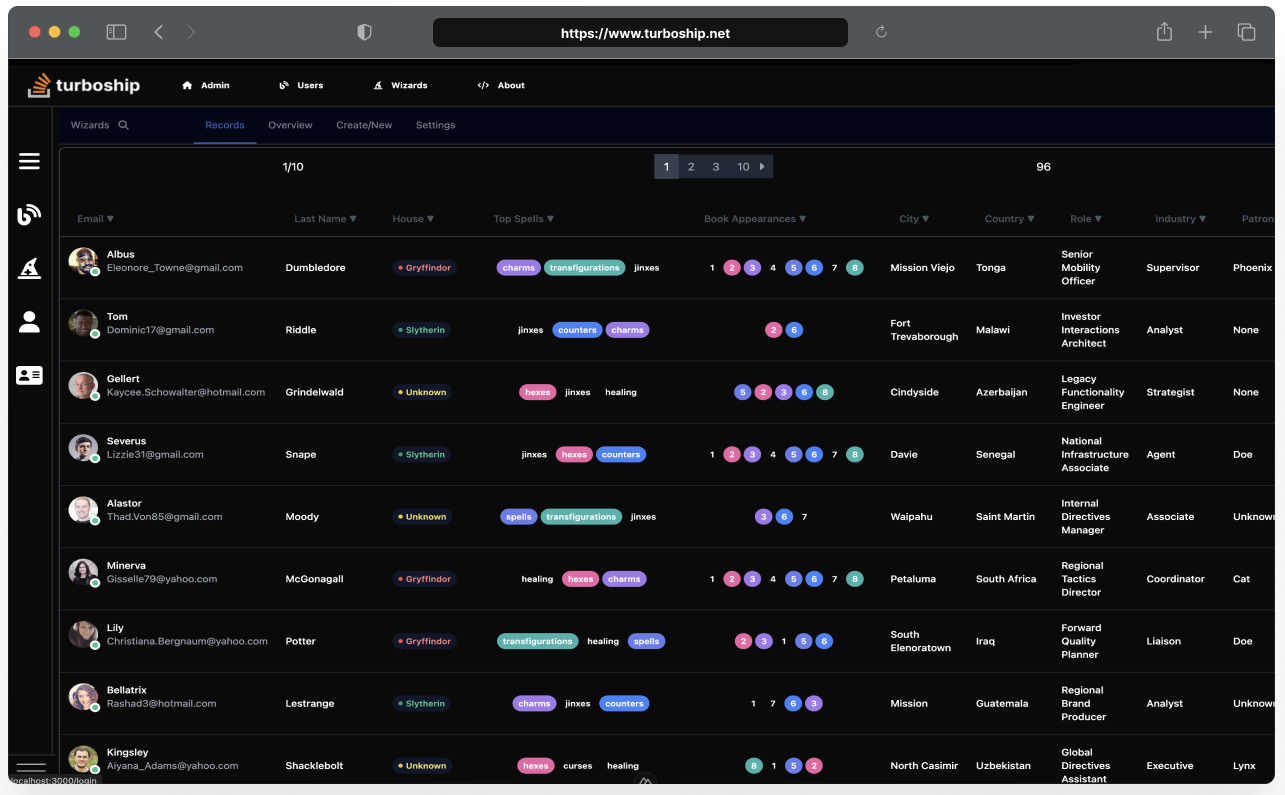 https://www.turboship.net
turboship Admin Users Wizards About
Wizards Records Overview Create/New Settings
1/10 1 2 3 10 96
Email ▼ Last Name ▼ House ▼ Top Spells ▼ Book Appearances ▼ City ▼ Country ▼ Role ▼ Industry ▼ Patron
Albus
Eleonore_Towne@gmail.com
Dumbledore
Gryffindor
charms transfigurations jinxes
1 2 3 4 5 6 7 8
Mission Viejo
Tonga
Senior
Mobility
Officer
Supervisor
Phoenix
Tom
Dominic17@gmail.com
Riddle
Slytherin
jinxes counters charms
2 6
Fort
Trevaborough
Malawi
Investor
Interactions
Architect
Analyst
None
Gellert
Kaycee.Schowalter@hotmail.com
Grindelwald
Unknown
hexes jinxes healing
5 2 3 6 8
Cindyside
Azerbaijan
Legacy
Functionality
Engineer
Strategist
None
Severus
Lizzie31@gmail.com
Snape
Slytherin
jinxes hexes counters
1 2 3 4 5 6 7 8
Davie
Senegal
National
Infrastructure
Associate
Agent
Doe
Alastor
Thad.Von85@gmail.com
Moody
Unknown
spells transfigurations jinxes
3 6 7
Waipahu
Saint Martin
Internal
Directives
Manager
Associate
Unknown
Minerva
Gisselle79@yahoo.com
McGonagall
Gryffindor
healing hexes charms
1 2 3 4 5 6 7 8
Petaluma
South Africa
Regional
Tactics
Director
Coordinator
Cat
Lily
Christiana.Bergnaum@yahoo.com
Potter
Gryffindor
transfigurations healing spells
2 3 1 5 6
South
Elenoratown
Iraq
Forward
Quality
Planner
Liaison
Doe
Bellatrix
Rashad3@hotmail.com
Lestrange
Slytherin
charms jinxes counters
1 7 6 3
Mission
Guatemala
Regional
Brand
Producer
Analyst
Unknown
Kingsley
Aiyana_Adams@yahoo.com
Shacklebolt
Unknown
hexes curses healing
8 1 5 2
North Casimir
Uzbekistan
Global
Directives
Assistant
Executive
Lynx
localhost:3000/login